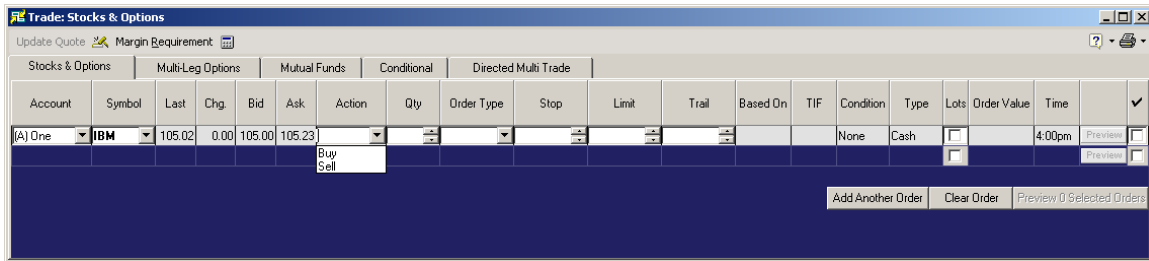 Trade: Stocks & Options
Update Quote Margin Requirement
Stocks & Options Multi-Leg Options Mutual Funds Conditional Directed Multi Trade
Account Symbol Last Chg. Bid Ask Action Qty Order Type Stop Limit Trail Based On TIF Condition Type Lots Order Value Time
(A) One IBM 105.02 0.00 105.00 105.23 None Cash 4:00pm Preview
Buy Preview
Sell
Add Another Order Clear Order Preview 0 Selected Orders